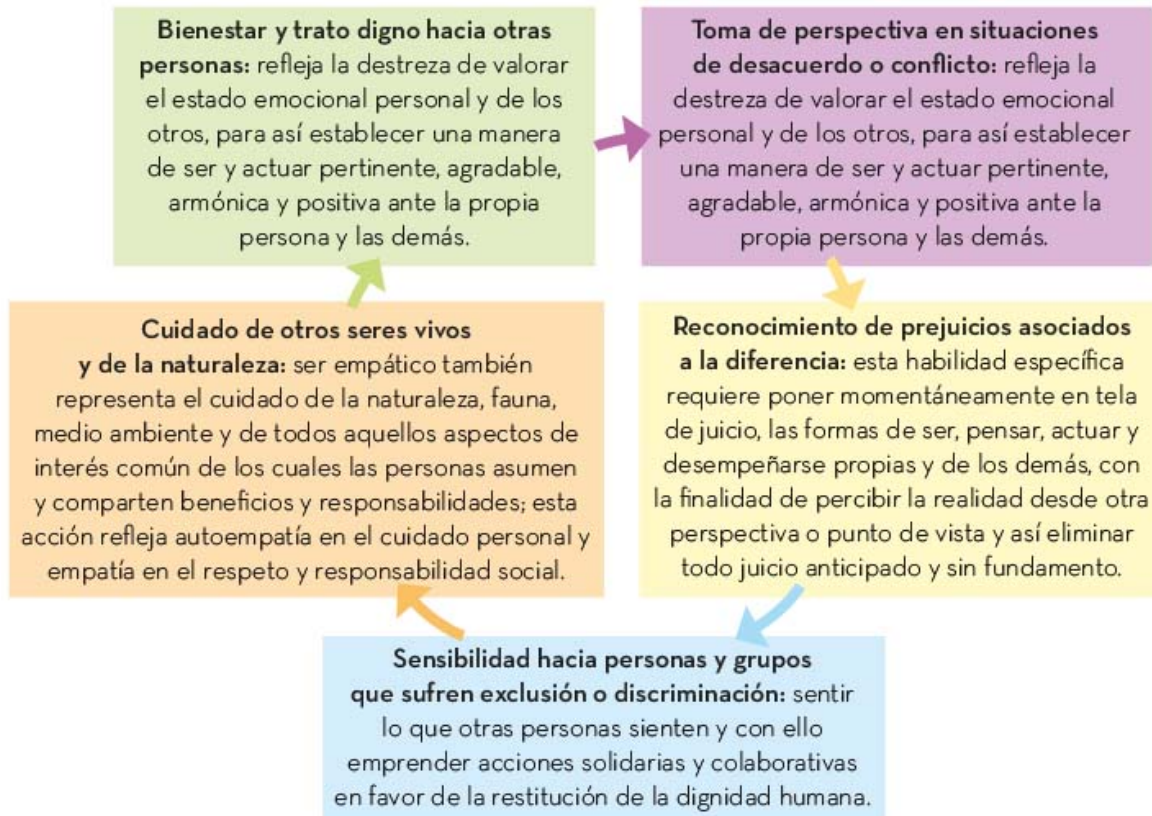 Bienestar y trato digno hacia otras
personas: refleja la destreza de valorar
el estado emocional personal y de los
otros, para así establecer una manera
de ser y actuar pertinente, agradable,
armónica y positiva ante la propia
persona y las demás.
Toma de perspectiva en situaciones
de desacuerdo o conflicto: refleja la
destreza de valorar el estado emocional
personal y de los otros, para así establecer
una manera de ser y actuar pertinente,
agradable, armónica y positiva ante la
propia persona y las demás.
Reconocimiento de prejuicios asociados
a la diferencia: esta habilidad específica
requiere poner momentáneamente en tela
de juicio, las formas de ser, pensar, actuar y
desempeñarse propias y de los demás, con
la finalidad de percibir la realidad desde otra
perspectiva o punto de vista y así eliminar
todo juicio anticipado y sin fundamento.
Sensibilidad hacia personas y grupos
que sufren exclusión o discriminación: sentir
lo que otras personas sienten y con ello
emprender acciones solidarias y colaborativas
en favor de la restitución de la dignidad humana.
Cuidado de otros seres vivos
y de la naturaleza: ser empático también
representa el cuidado de la naturaleza, fauna,
medio ambiente y de todos aquellos aspectos de
interés común de los cuales las personas asumen
y comparten beneficios y responsabilidades; esta
acción refleja autoempatía en el cuidado personal y
empatía en el respeto y responsabilidad social.